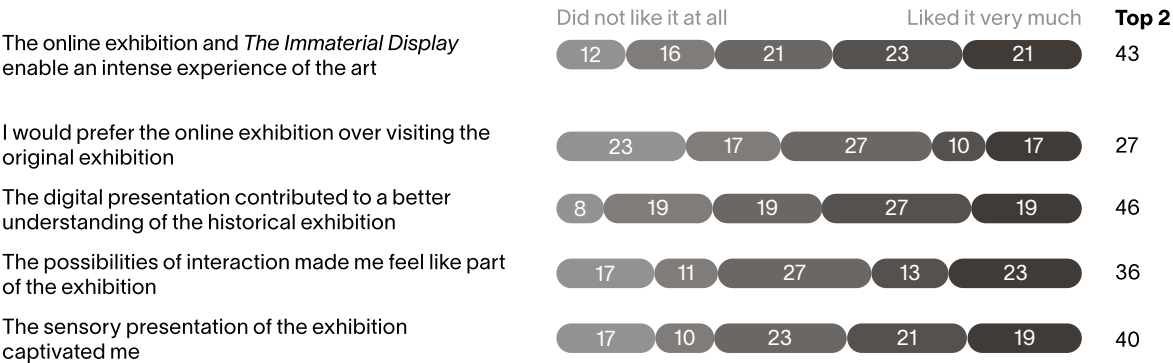 Did not like it at all Liked it very much Top 2
The online exhibition and The Immaterial Display
enable an intense experience of the art
12 16 21 23 21 43
I would prefer the online exhibition over visiting the
original exhibition
23 17 27 10 17 27
The digital presentation contributed to a better
understanding of the historical exhibition
8 19 19 27 19 46
The possibilities of interaction made me feel like part
of the exhibition
17 11 27 13 23 36
The sensory presentation of the exhibition
captivated me
17 10 23 21 19 40